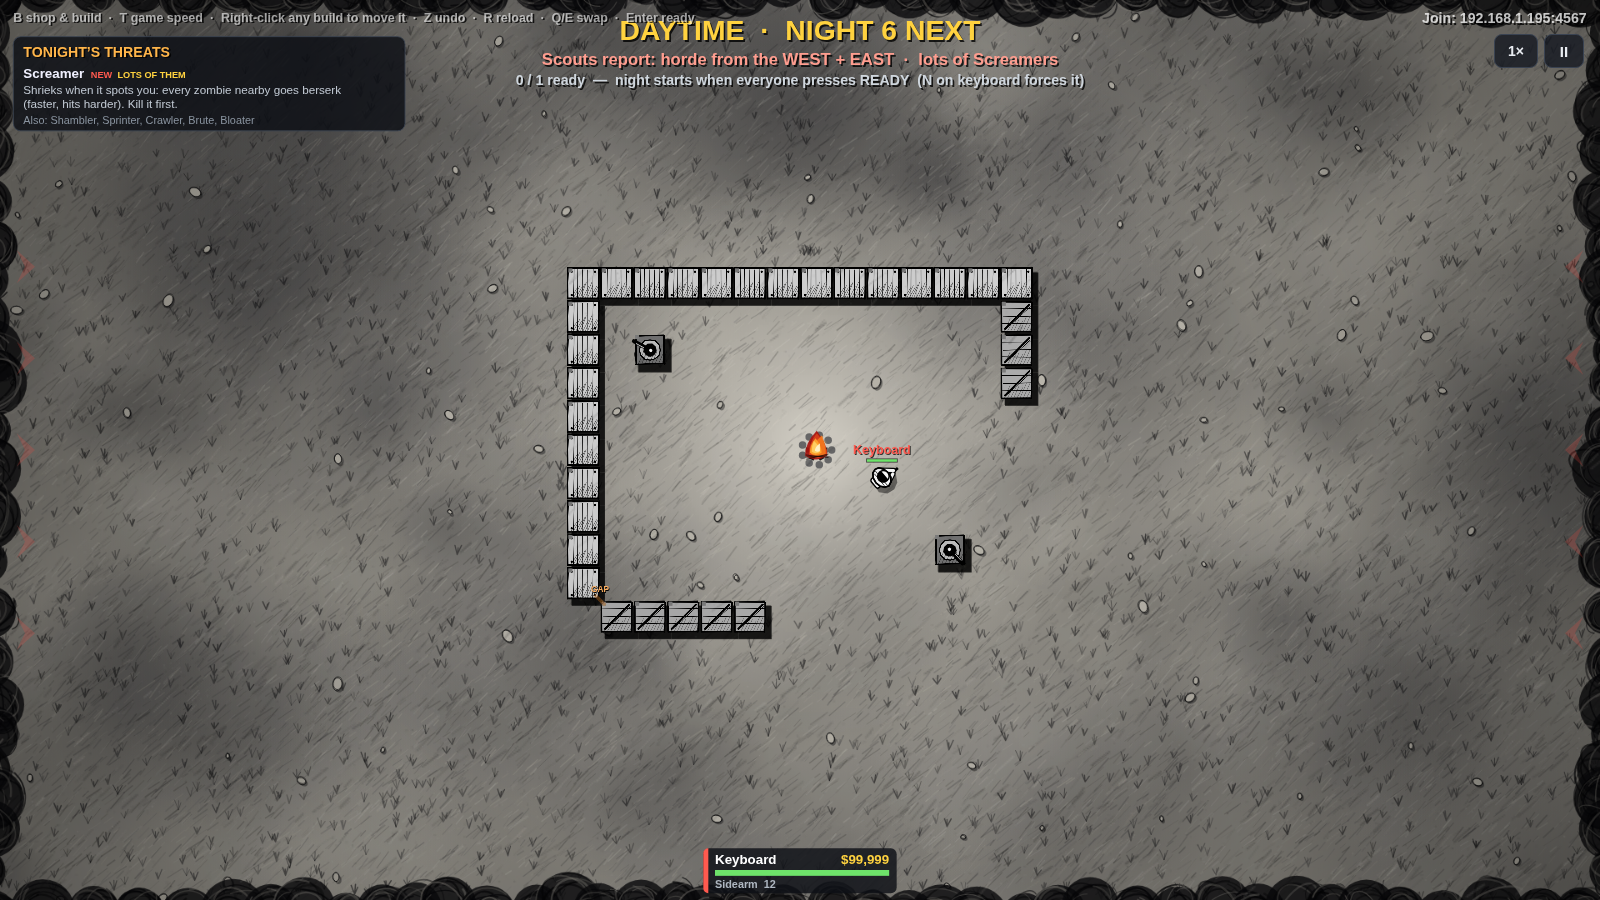 B shop & build · T game speed · Right-click any build to move it · Z undo · R reload · Q/E swap · Enter ready
DAYTIME · NIGHT 6 NEXT
Scouts report: horde from the WEST + EAST · lots of Screamers
0 / 1 ready — night starts when everyone presses READY (N on keyboard forces it)
Join: 192.168.1.195:4567
1×
TONIGHT'S THREATS
Screamer NEW LOTS OF THEM
Shrieks when it spots you: every zombie nearby goes berserk
(faster, hits harder). Kill it first.
Also: Shambler, Sprinter, Crawler, Brute, Bloater
Keyboard
GAP
Keyboard $99,999
Sidearm 12